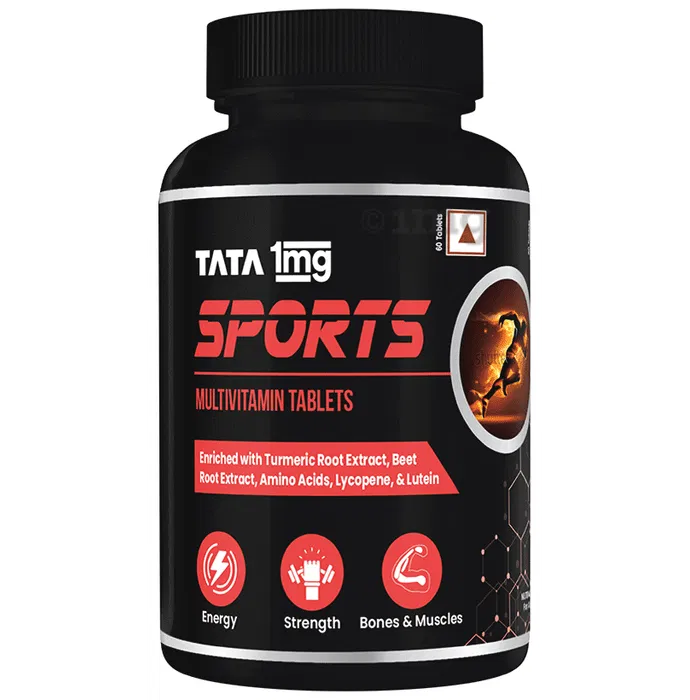 60 Tablets
TATA 1mg
SPORTS
MULTIVITAMIN TABLETS
Enriched with Turmeric Root Extract, Beet
Root Extract, Amino Acids, Lycopene, & Lutein
Energy
Strength
Bones & Muscles